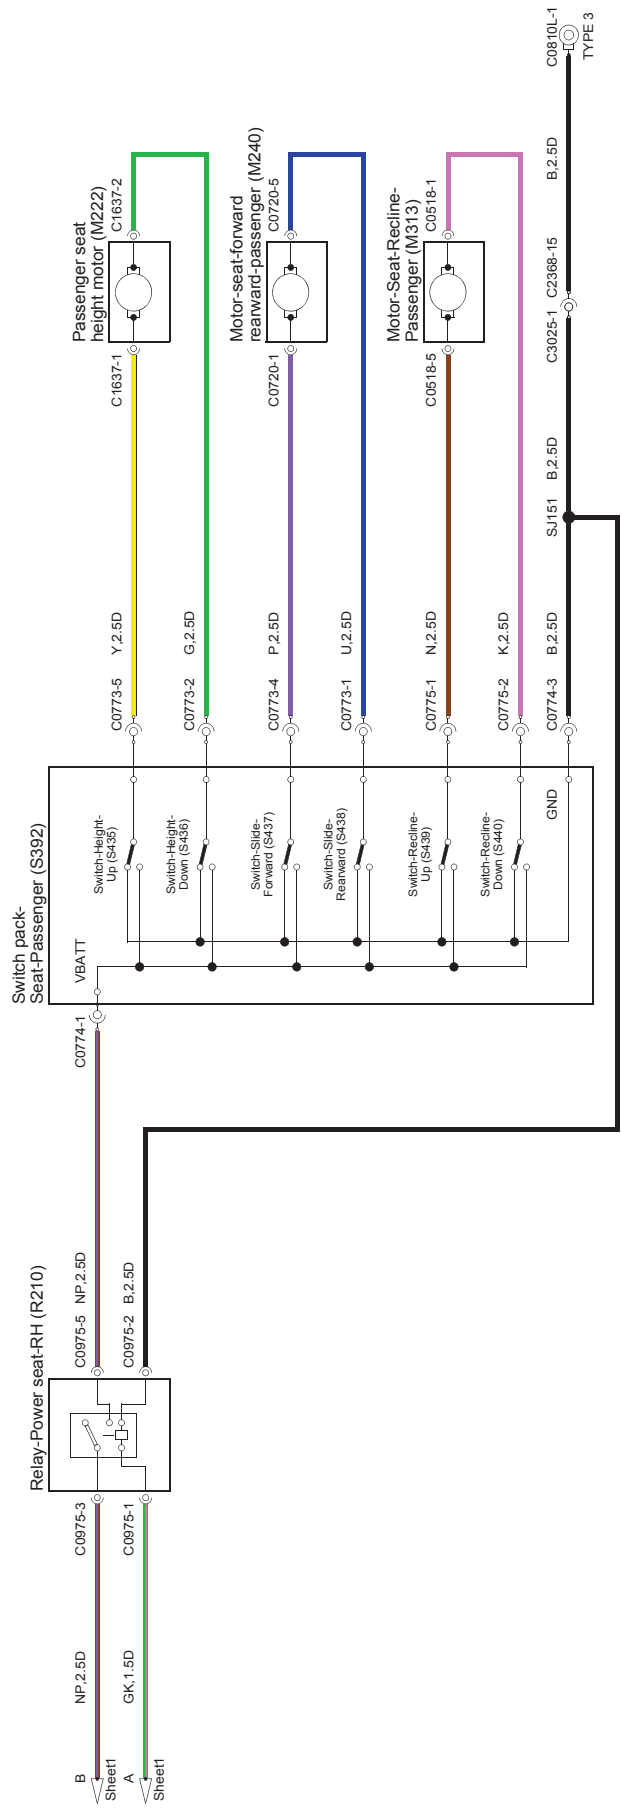 C0810L-1
TYPE 3
B,2.5D
C2368-15
C3025-1
B,2.5D
SJ151
B,2.5D
C0774-3
GND
Passenger seat
height motor (M222)
C1637-2
C1637-1
Y,2.5D
G,2.5D
C0773-5
C0773-2
Motor-seat-forward
rearward-passenger (M240)
C0720-5
C0720-1
P,2.5D
U,2.5D
C0773-4
C0773-1
Motor-Seat-Recline-
Passenger (M313)
C0518-1
C0518-5
N,2.5D
K,2.5D
C0775-1
C0775-2
Switch pack-
Seat-Passenger (S392)
Switch-Height-
Up (S435)
Switch-Height-
Down (S436)
Switch-Slide-
Forward (S437)
Switch-Slide-
Rearward (S438)
Switch-Recline-
Up (S439)
Switch-Recline-
Down (S440)
VBATT
C0774-1
NP,2.5D
B,2.5D
C0975-5
C0975-2
Relay-Power seat-RH (R210)
C0975-3
C0975-1
NP,2.5D
GK,1.5D
B
Sheet1
A
Sheet1